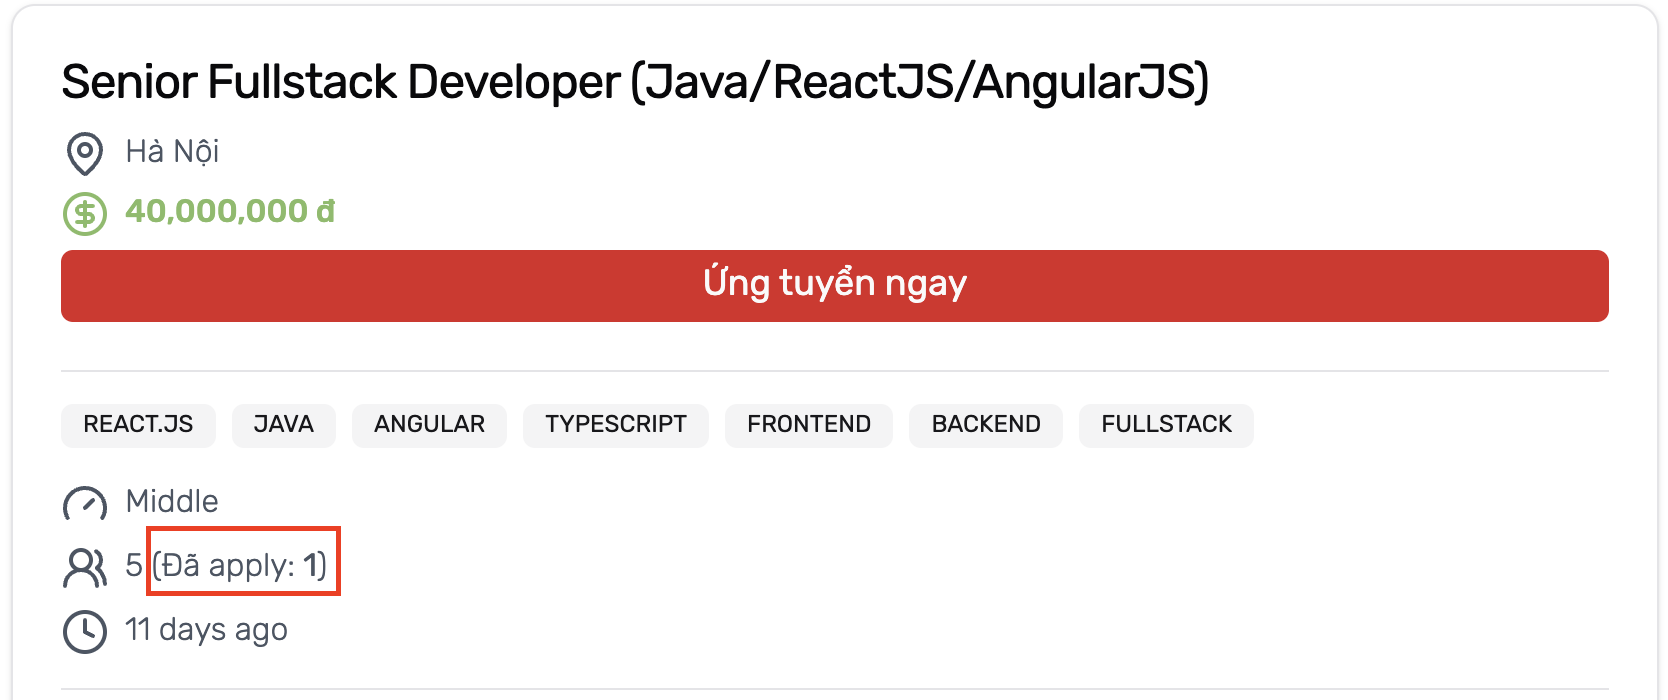 Senior Fullstack Developer (Java/ReactJS/AngularJS)
Hà Nội
40,000,000 đ
Ứng tuyển ngay
REACT.JS JAVA ANGULAR TYPESCRIPT FRONTEND BACKEND FULLSTACK
Middle
5 (Đã apply: 1)
11 days ago